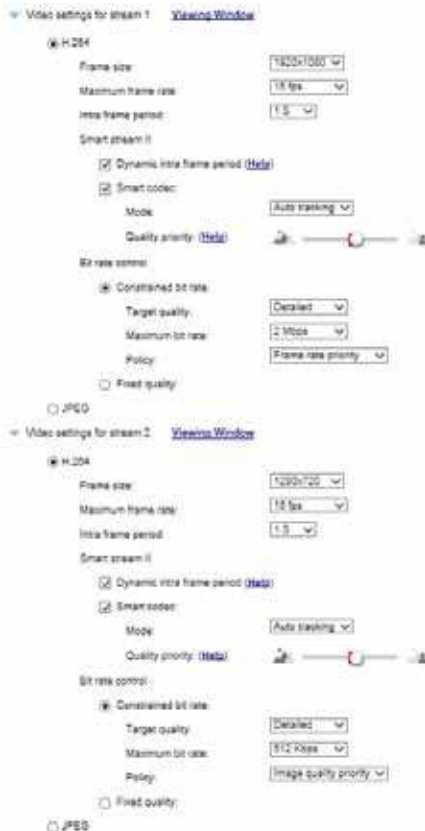 Video settings for stream 1 Viewing Window
H.264
Frame size: 1920x1080
Maximum frame rate: 15 fps
Intra frame period: 1 S
Smart stream II
Dynamic intra frame period (Help)
Smart codec:
Mode: Auto tracking
Quality priority: (Help)
Bit rate control
Constrained bit rate:
Target quality: Detailed
Maximum bit rate: 2 Mbps
Policy: Frame rate priority
Fixed quality:
JPEG
Video settings for stream 2 Viewing Window
H.264
Frame size: 1280x720
Maximum frame rate: 15 fps
Intra frame period: 1 S
Smart stream II
Dynamic intra frame period (Help)
Smart codec:
Mode: Auto tracking
Quality priority: (Help)
Bit rate control
Constrained bit rate:
Target quality: Detailed
Maximum bit rate: 512 Kbps
Policy: Image quality priority
Fixed quality:
JPEG